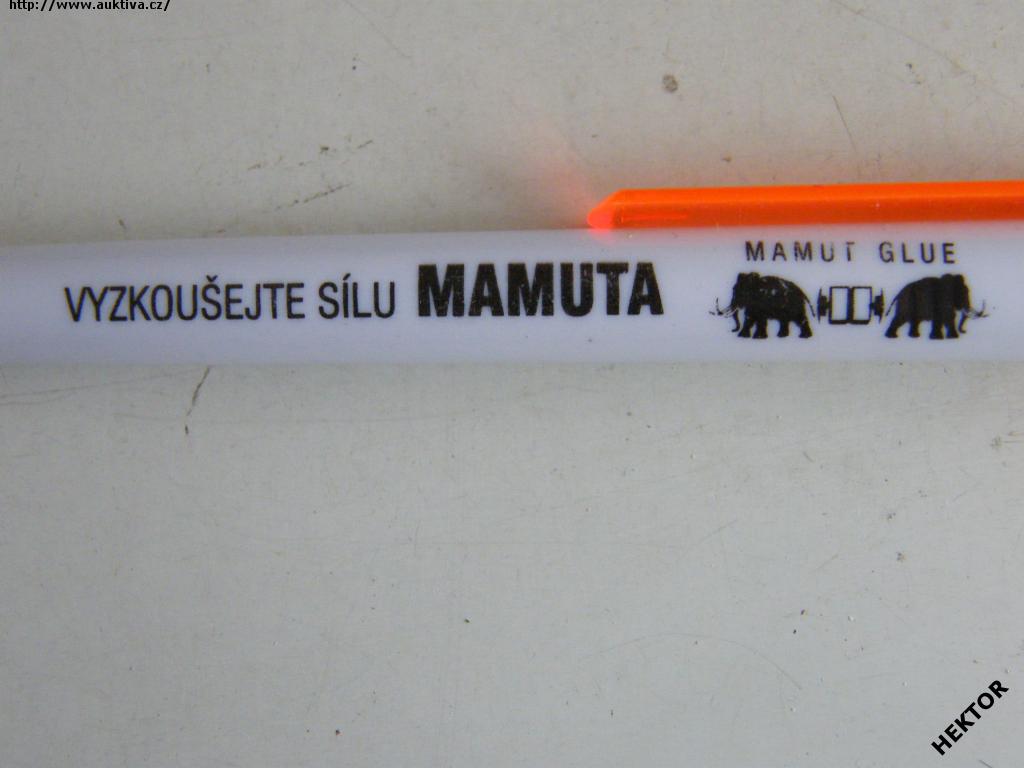 http://www.auktiva.cz/
MAMUT GLUE
VYZKOUŠEJTE SÍLU MAMUTA
HEKTOR